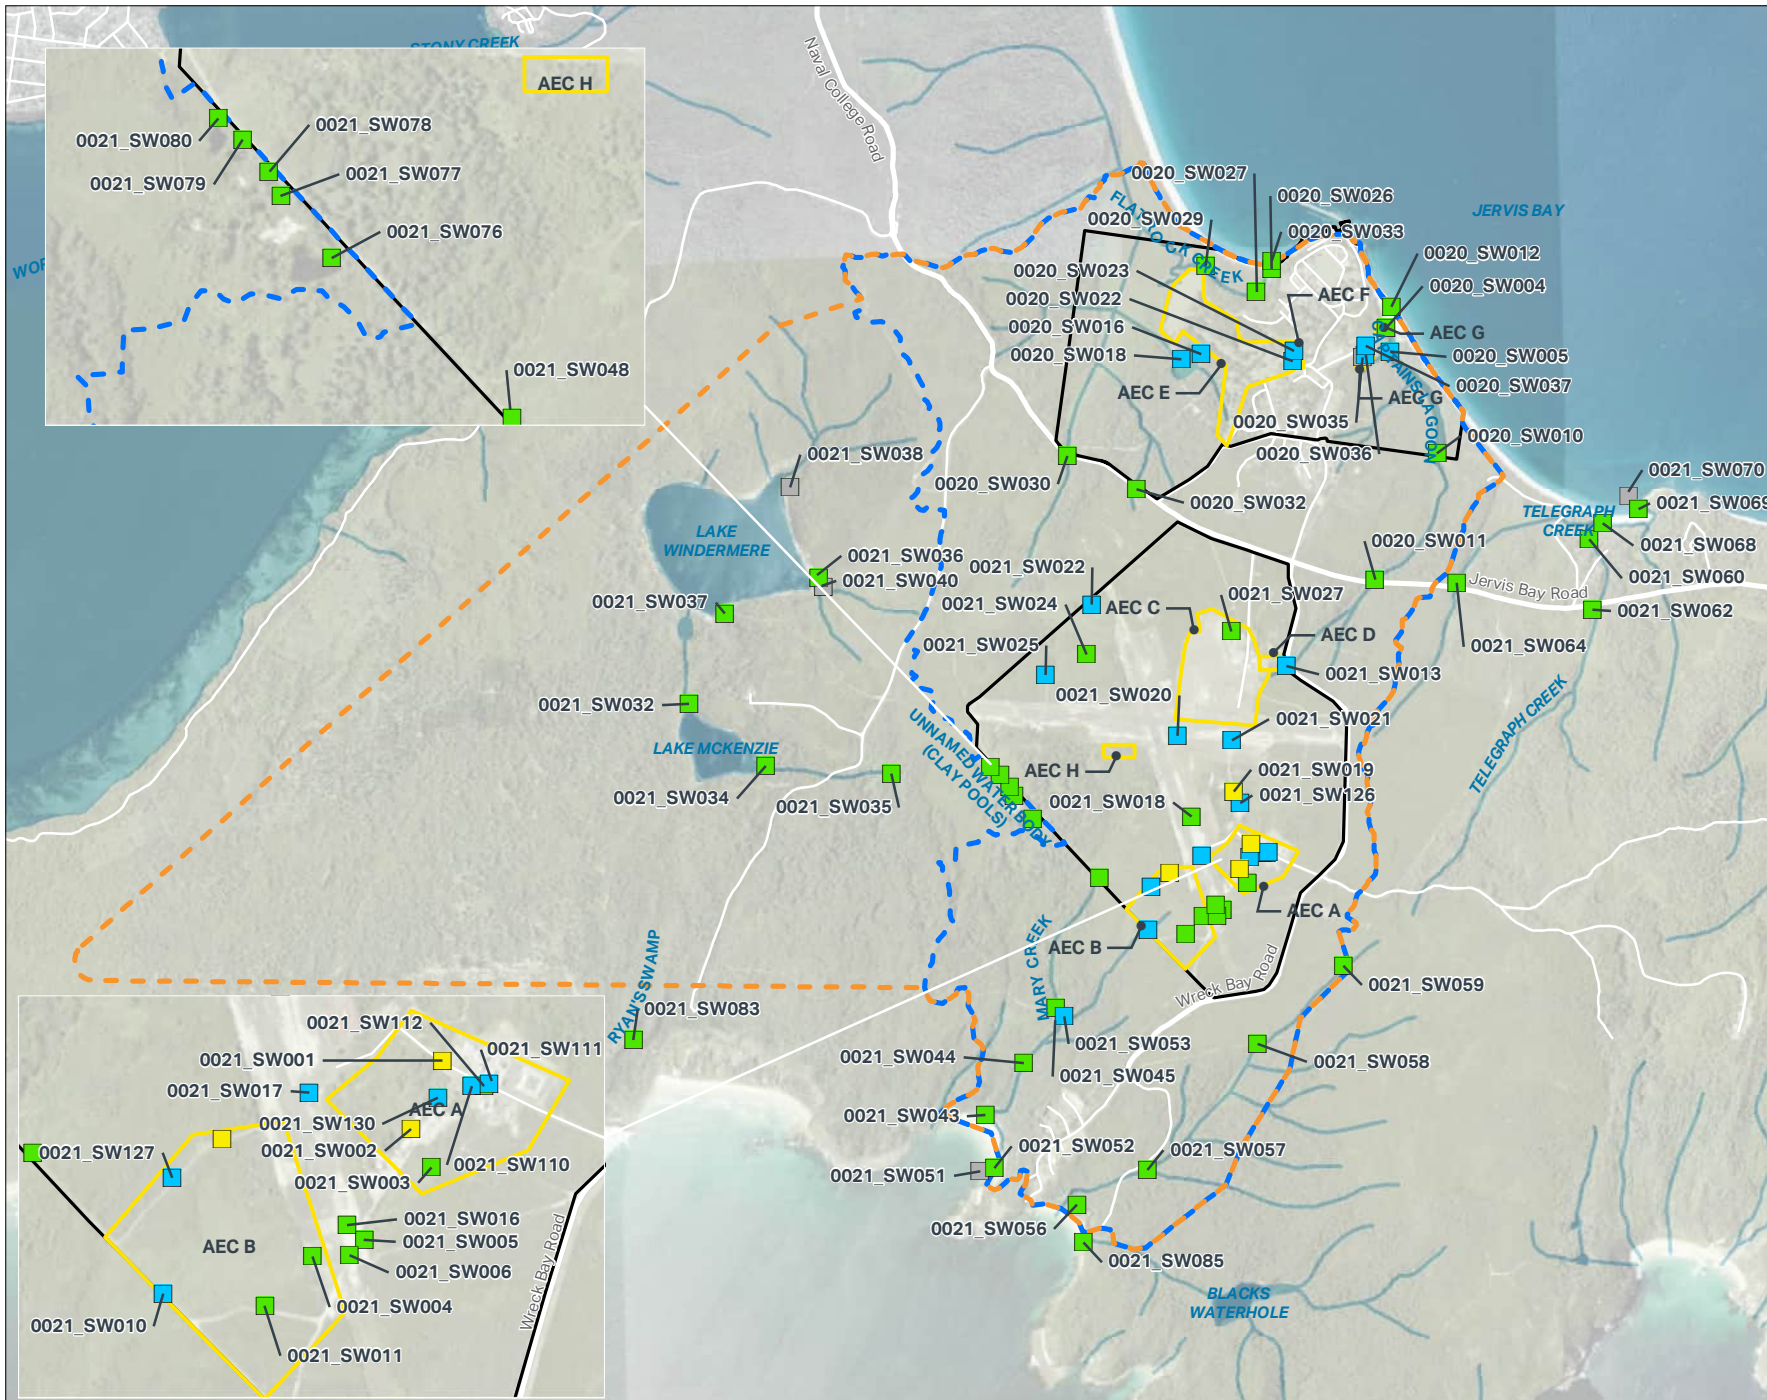 STONY CREEK
AEC H
0021_SW080
0021_SW078
0021_SW079
0021_SW077
0021_SW076
0021_SW048
Naval College Road
0020_SW027
0020_SW026
JERVIS BAY
0020_SW029
FLAT ROCK CREEK
0020_SW033
0020_SW012
0020_SW023
0020_SW004
0020_SW022
AEC F
0020_SW016
AEC G
0020_SW018
0020_SW005
AEC E
0020_SW037
AEC G
0020_SW035
LAGOON
0020_SW010
0020_SW036
0021_SW038
0020_SW030
0020_SW032
0021_SW070
0021_SW069
LAKE
WINDERMERE
TELEGRAPH
CREEK
0021_SW068
0020_SW011
0021_SW036
0021_SW022
0021_SW040
0021_SW060
Jervis Bay Road
0021_SW037
0021_SW024
AEC C
0021_SW027
0021_SW062
0021_SW025
AEC D
0021_SW064
0021_SW013
0021_SW020
0021_SW032
0021_SW021
UNNAMED WATERBODY
(CLAY POOLS)
LAKE MCKENZIE
TELEGRAPH CREEK
AEC H
0021_SW019
0021_SW034
0021_SW035
0021_SW018
0021_SW126
AEC A
AEC B
MARY CREEK
Wreck Bay Road
0021_SW059
RYAN'S SWAMP
0021_SW083
0021_SW053
0021_SW044
0021_SW045
0021_SW058
0021_SW043
0021_SW052
0021_SW057
0021_SW051
0021_SW056
0021_SW085
BLACKS
WATERHOLE
0021_SW112
0021_SW111
0021_SW001
0021_SW017
AEC A
0021_SW130
0021_SW127
0021_SW002
0021_SW110
0021_SW003
0021_SW016
0021_SW005
AEC B
0021_SW006
0021_SW004
0021_SW010
0021_SW011
Wreck Bay Road